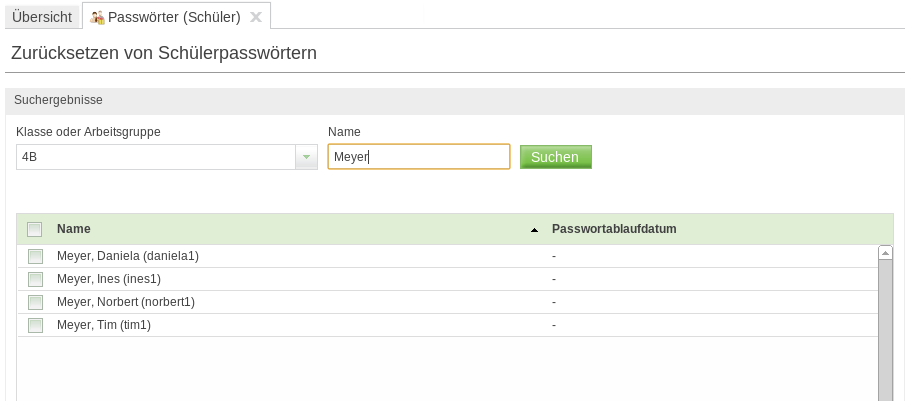 Übersicht Passwörter (Schüler)
Zurücksetzen von Schülerpasswörtern
Suchergebnisse
Klasse oder Arbeitsgruppe Name
4B Meyer Suchen
Name Passwortablaufdatum
Meyer, Daniela (daniela1) -
Meyer, Ines (ines1) -
Meyer, Norbert (norbert1) -
Meyer, Tim (tim1) -